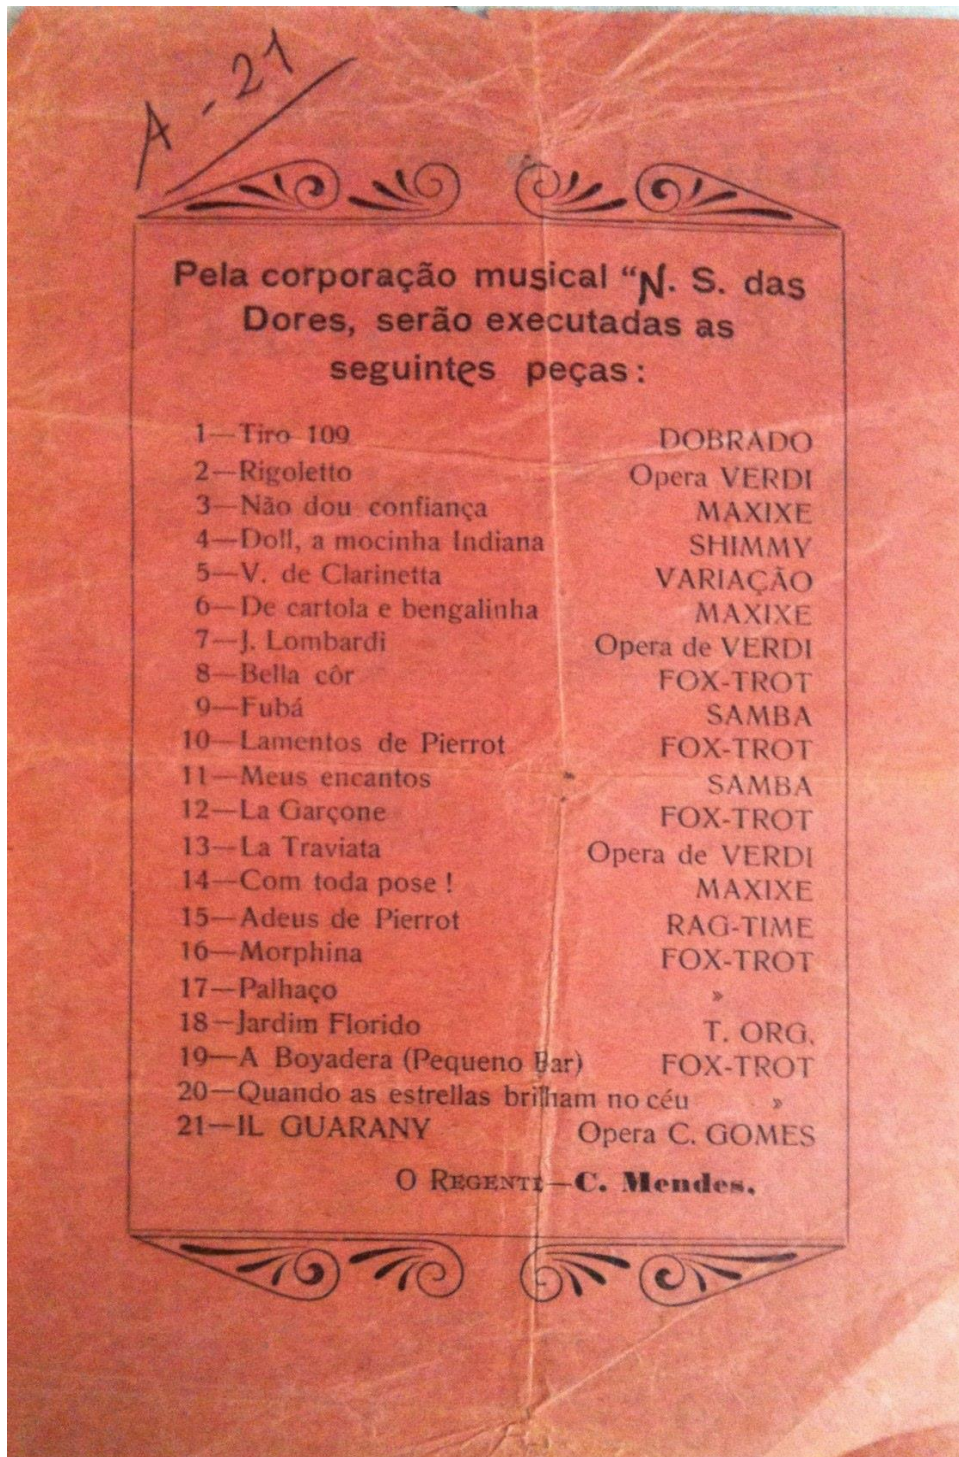 A - 21
Pela corporação musical “N. S. das
Dores, serão executadas as
seguintes peças:
1—Tiro 109 DOBRADO
2—Rigoletto Opera VERDI
3—Não dou confiança MAXIXE
4—Doll, a mocinha Indiana SHIMMY
5—V. de Clarinetta VARIAÇÃO
6—De cartola e bengalinha MAXIXE
7—J. Lombardi Opera de VERDI
8—Bella côr FOX-TROT
9—Fubá SAMBA
10—Lamentos de Pierrot FOX-TROT
11—Meus encantos SAMBA
12—La Garçone FOX-TROT
13—La Traviata Opera de VERDI
14—Com toda pose ! MAXIXE
15—Adeus de Pierrot RAG-TIME
16—Morphina FOX-TROT
17—Palhaço »
18—Jardim Florido T. ORG.
19—A Boyadera (Pequeno Bar) FOX-TROT
20—Quando as estrellas brilham no céu »
21—IL GUARANY Opera C. GOMES
O REGENTE—C. Mendes.